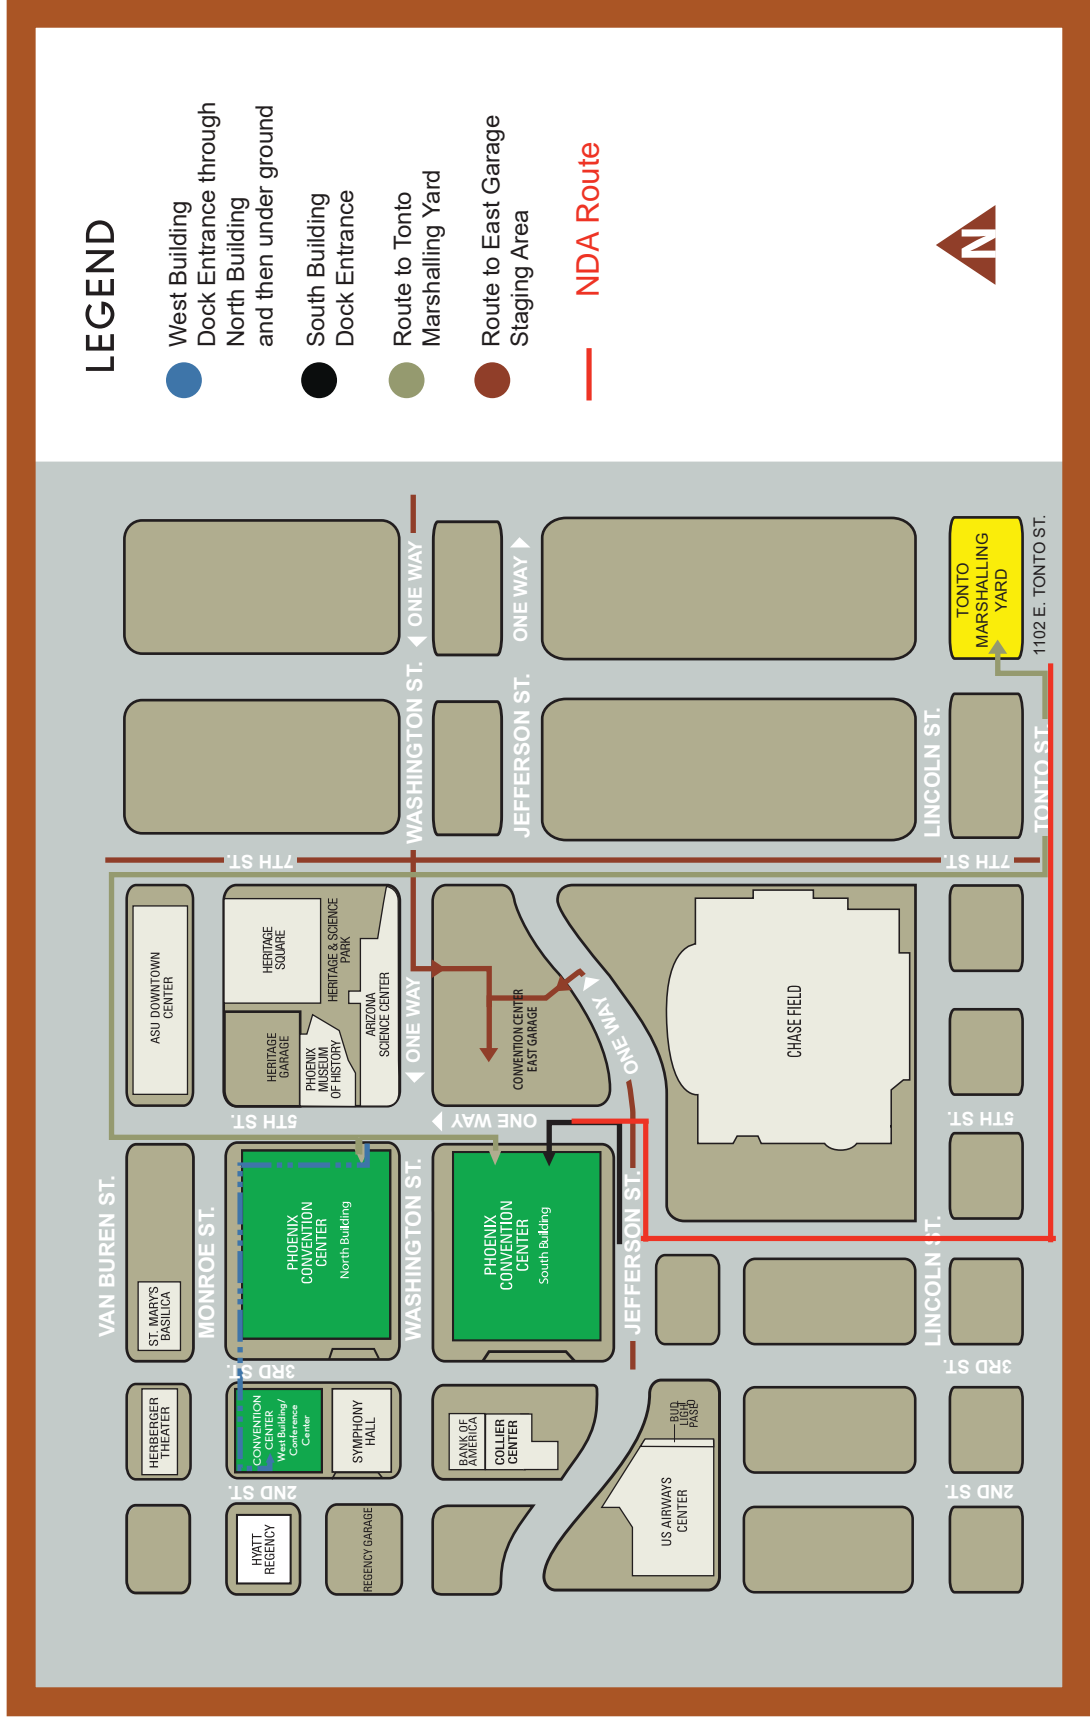 LEGEND
West Building
Dock Entrance through
North Building
and then under ground
South Building
Dock Entrance
Route to Tonto
Marshalling Yard
Route to East Garage
Staging Area
NDA Route
N
VAN BUREN ST.
MONROE ST.
WASHINGTON ST.
WASHINGTON ST.
JEFFERSON ST.
JEFFERSON ST.
LINCOLN ST.
LINCOLN ST.
TONTO ST.
2ND ST.
2ND ST.
3RD ST.
3RD ST.
5TH ST.
5TH ST.
7TH ST.
7TH ST.
ONE WAY
ONE WAY
ONE WAY
ONE WAY
ONE WAY
HERBERGER
THEATER
ST. MARY'S
BASILICA
ASU DOWNTOWN
CENTER
HYATT
REGENCY
REGENCY GARAGE
CONVENTION
CENTER
West Building/
Conference
Center
SYMPHONY
HALL
PHOENIX
CONVENTION
CENTER
North Building
HERITAGE
GARAGE
HERITAGE
SQUARE
HERITAGE & SCIENCE
PARK
PHOENIX
MUSEUM
OF HISTORY
ARIZONA
SCIENCE CENTER
BANK OF
AMERICA
COLLIER
CENTER
PHOENIX
CONVENTION
CENTER
South Building
CONVENTION CENTER
EAST GARAGE
US AIRWAYS
CENTER
BUD
LIGHT
PASEO
CHASE FIELD
TONTO
MARSHALLING
YARD
1102 E. TONTO ST.